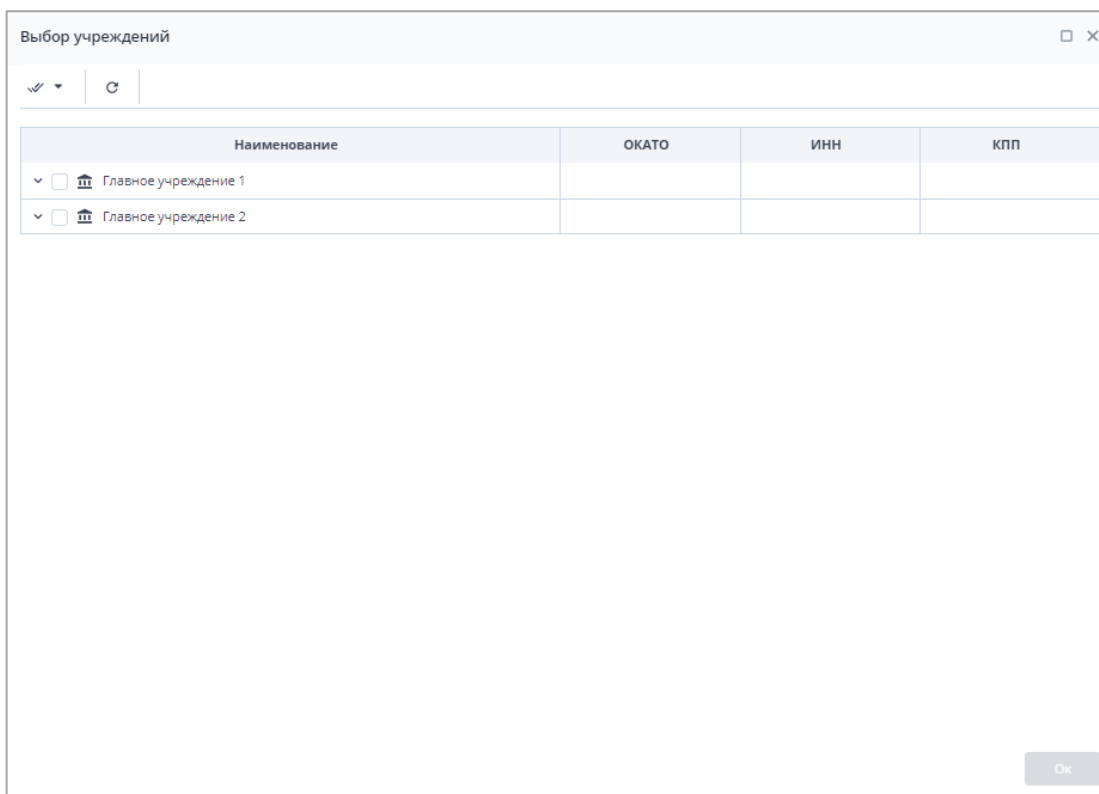 Выбор учреждений
Наименование ОКАТО ИНН КПП
Главное учреждение 1
Главное учреждение 2
Ок